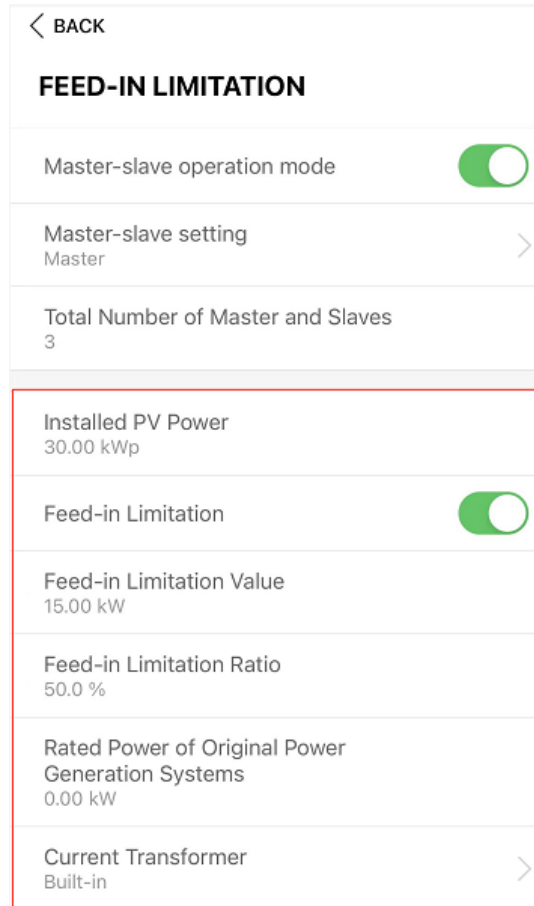 BACK
FEED-IN LIMITATION
Master-slave operation mode
Master-slave setting
Master
Total Number of Master and Slaves
3
Installed PV Power
30.00 kWp
Feed-in Limitation
Feed-in Limitation Value
15.00 kW
Feed-in Limitation Ratio
50.0 %
Rated Power of Original Power
Generation Systems
0.00 kW
Current Transformer
Built-in